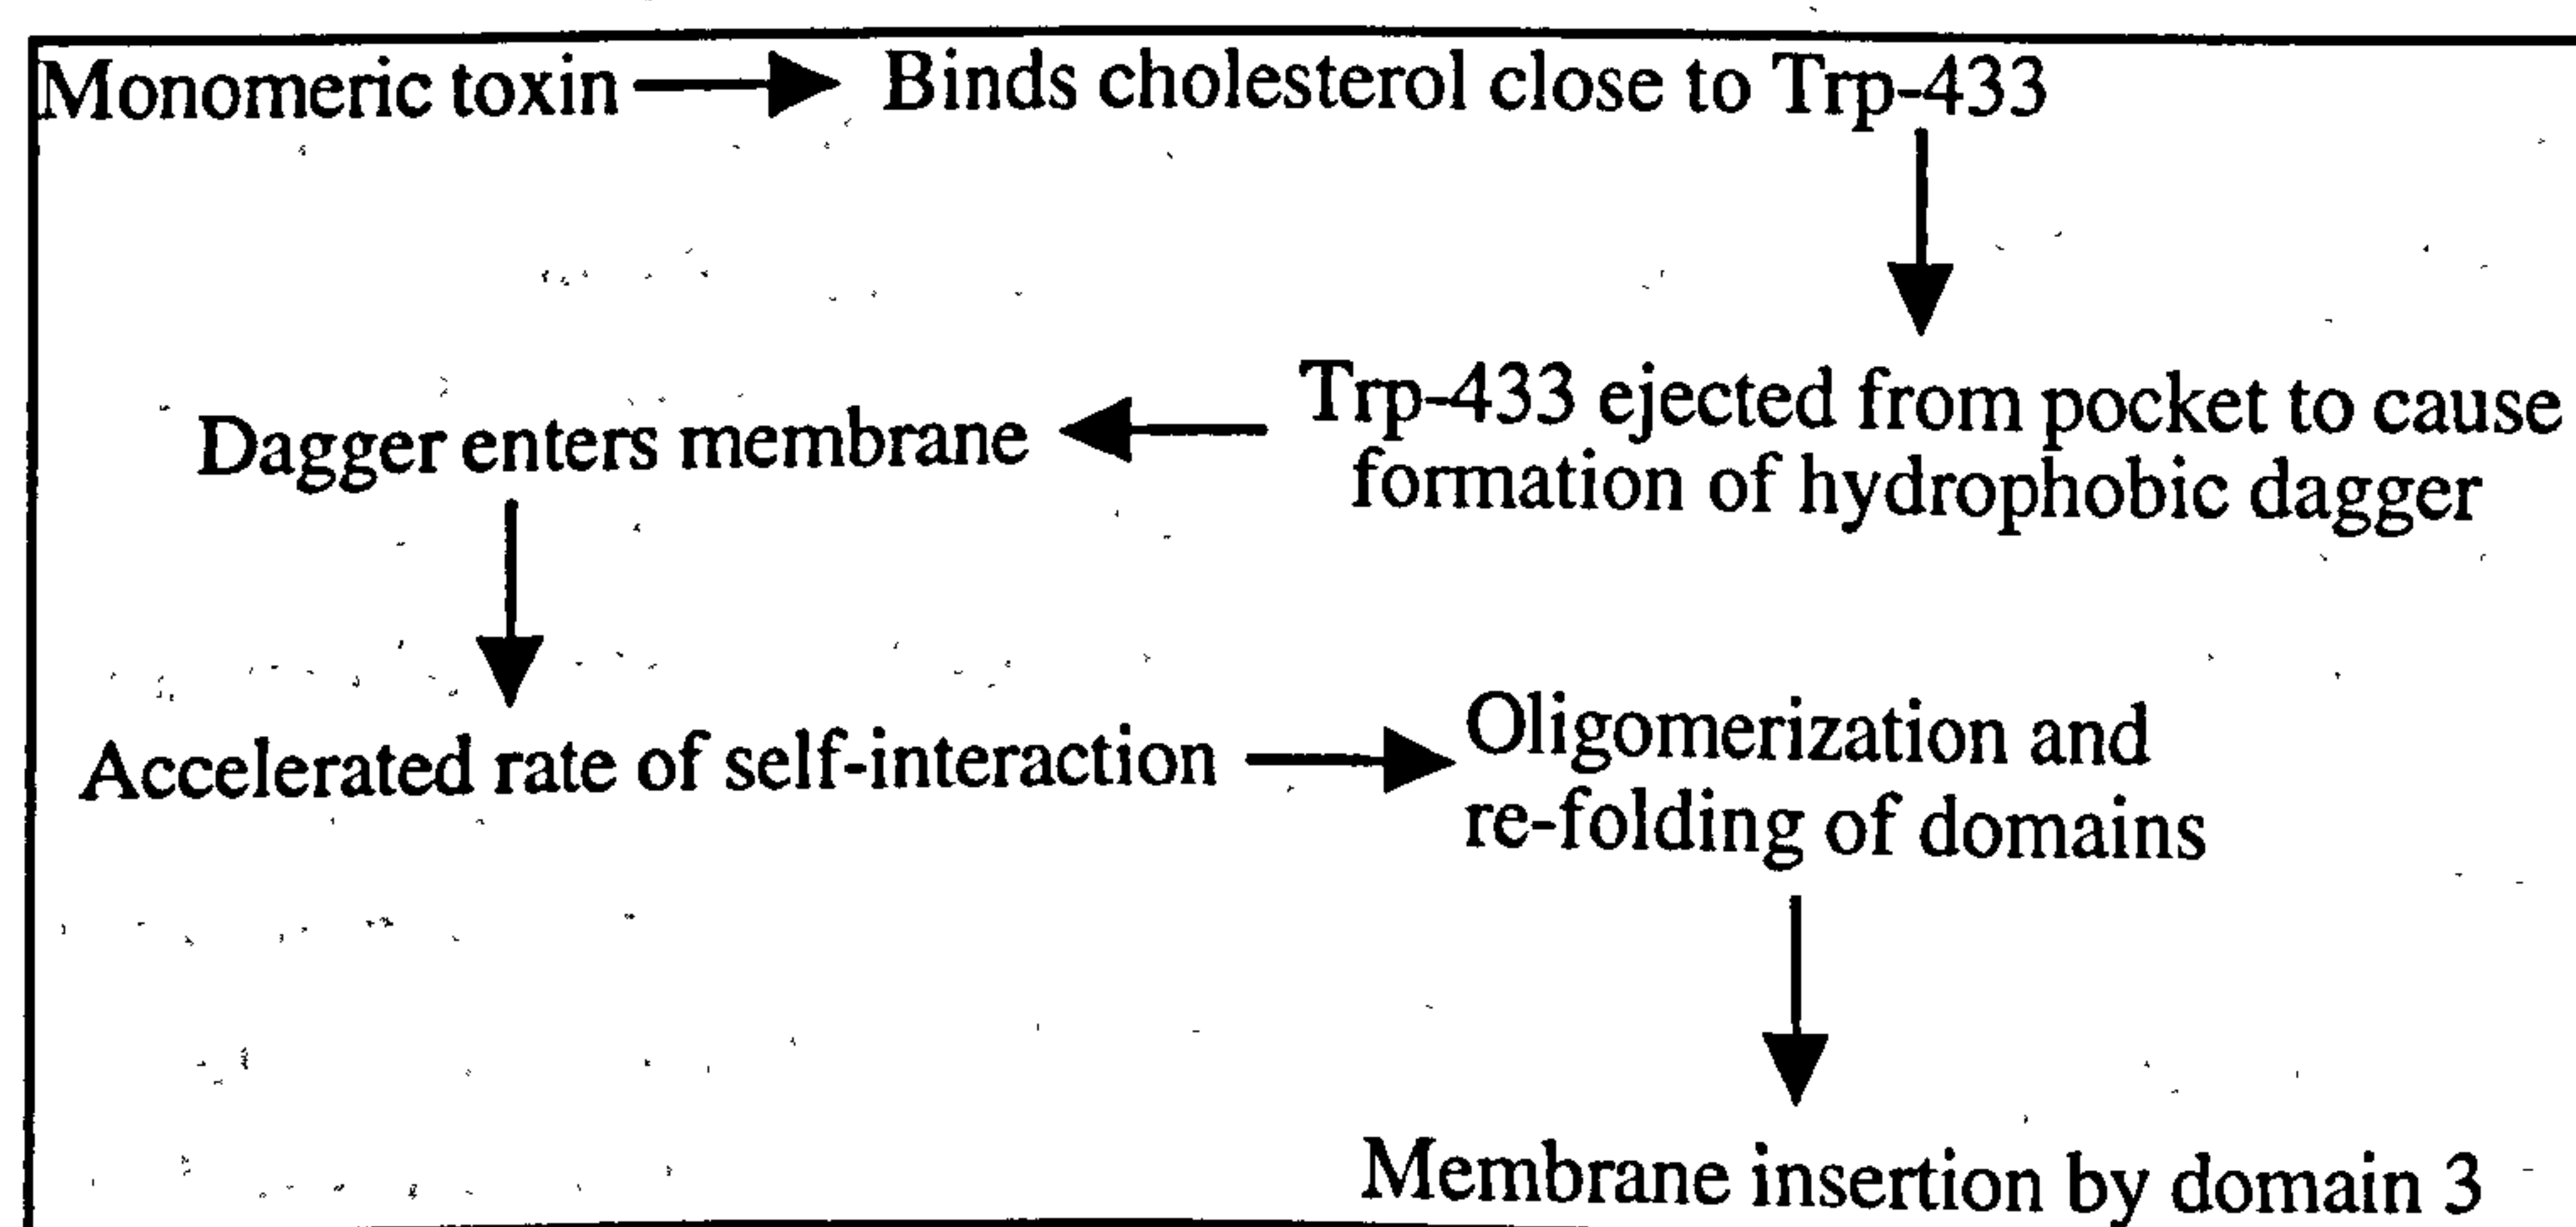 Monomeric toxin
Binds cholesterol close to Trp-433
Trp-433 ejected from pocket to cause
formation of hydrophobic dagger
Dagger enters membrane
Accelerated rate of self-interaction
Oligomerization and
re-folding of domains
Membrane insertion by domain 3